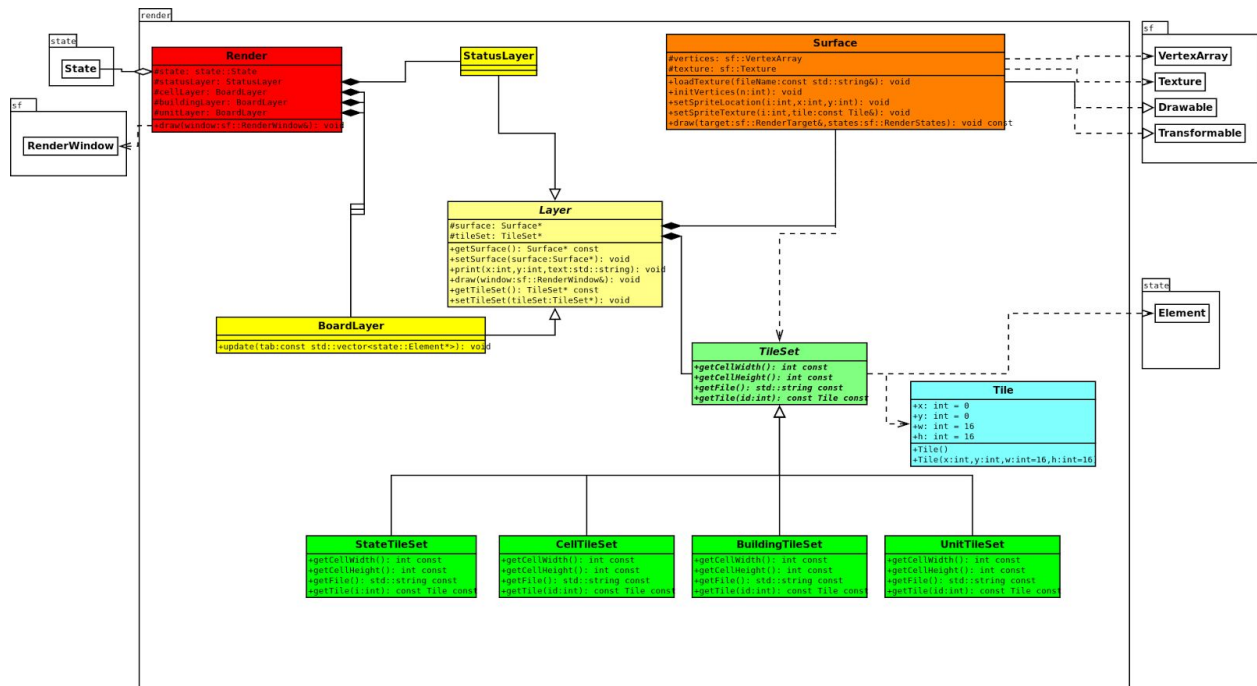 render
state
State
sf
RenderWindow
Render
#state: state::State
#statusLayer: StatusLayer
#cellLayer: BoardLayer
#buildingLayer: BoardLayer
#unitLayer: BoardLayer
+draw(window:sf::RenderWindow&): void
StatusLayer
Surface
#vertices: sf::VertexArray
#texture: sf::Texture
+loadTexture(fileName:const std::string&): void
+initVertices(n:int): void
+setSpriteLocation(i:int,x:int,y:int): void
+setSpriteTexture(i:int,tile:const Tile&): void
+draw(target:sf::RenderTarget&,states:sf::RenderStates): void const
sf
VertexArray
Texture
Drawable
Transformable
Layer
#surface: Surface*
#tileSet: TileSet*
+getSurface(): Surface* const
+setSurface(surface:Surface*): void
+print(x:int,y:int,text:std::string): void
+draw(window:sf::RenderWindow&): void
+getTileSet(): TileSet* const
+setTileSet(tileSet:TileSet*): void
BoardLayer
+update(tab:const std::vector<state::Element*>): void
state
Element
TileSet
+getCellWidth(): int const
+getCellHeight(): int const
+getFile(): std::string const
+getTile(id:int): const Tile const
Tile
+x: int = 0
+y: int = 0
+w: int = 16
+h: int = 16
+Tile()
+Tile(x:int,y:int,w:int=16,h:int=16)
StateTileSet
+getCellWidth(): int const
+getCellHeight(): int const
+getFile(): std::string const
+getTile(i:int): const Tile const
CellTileSet
+getCellWidth(): int const
+getCellHeight(): int const
+getFile(): std::string const
+getTile(id:int): const Tile const
BuildingTileSet
+getCellWidth(): int const
+getCellHeight(): int const
+getFile(): std::string const
+getTile(id:int): const Tile const
UnitTileSet
+getCellWidth(): int const
+getCellHeight(): int const
+getFile(): std::string const
+getTile(id:int): const Tile const